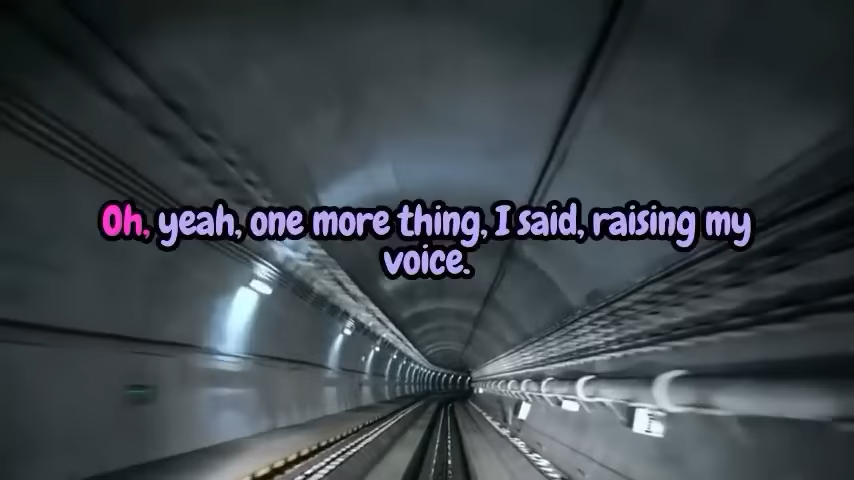 Oh, yeah, one more thing, I said, raising my
voice.